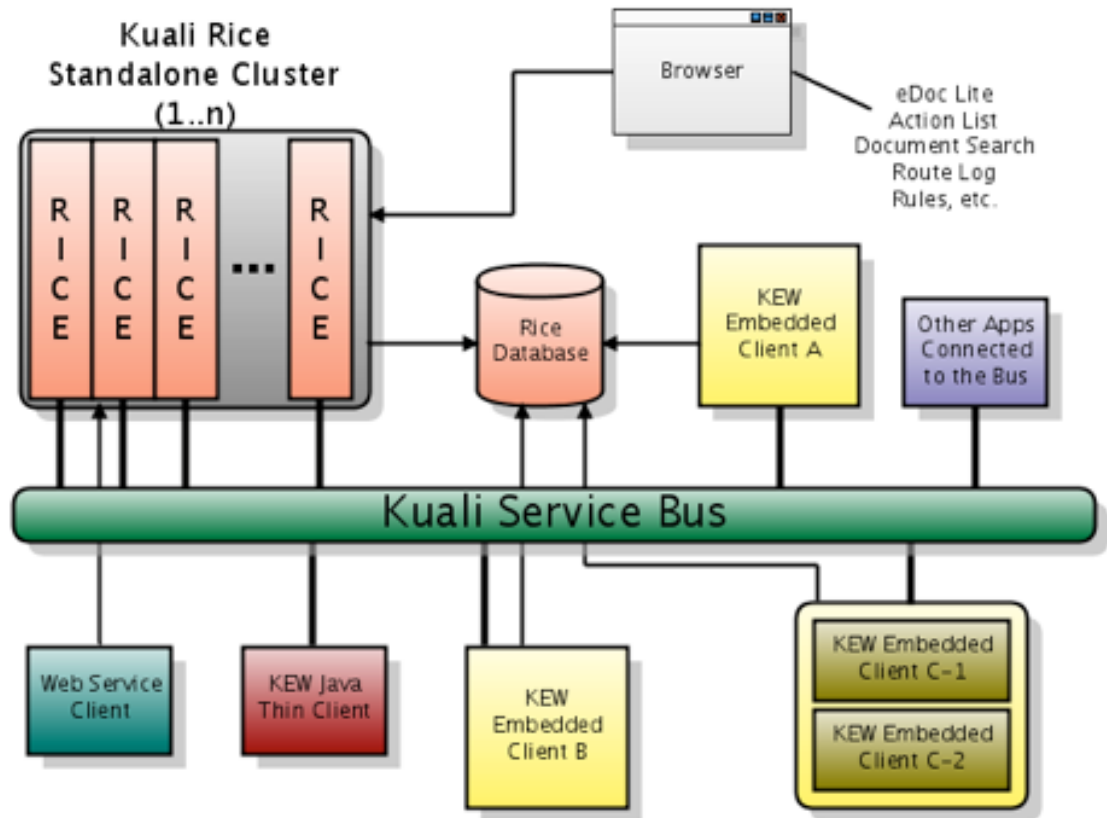 Kuali Rice
Standalone Cluster
(1..n)
Browser
eDoc Lite
Action List
Document Search
Route Log
Rules, etc.
R
I
C
E
R
I
C
E
R
I
C
E
...
R
I
C
E
Rice
Database
KEW
Embedded
Client A
Other Apps
Connected
to the Bus
Kuali Service Bus
Web Service
Client
KEW Java
Thin Client
KEW
Embedded
Client B
KEW Embedded
Client C-1
KEW Embedded
Client C-2